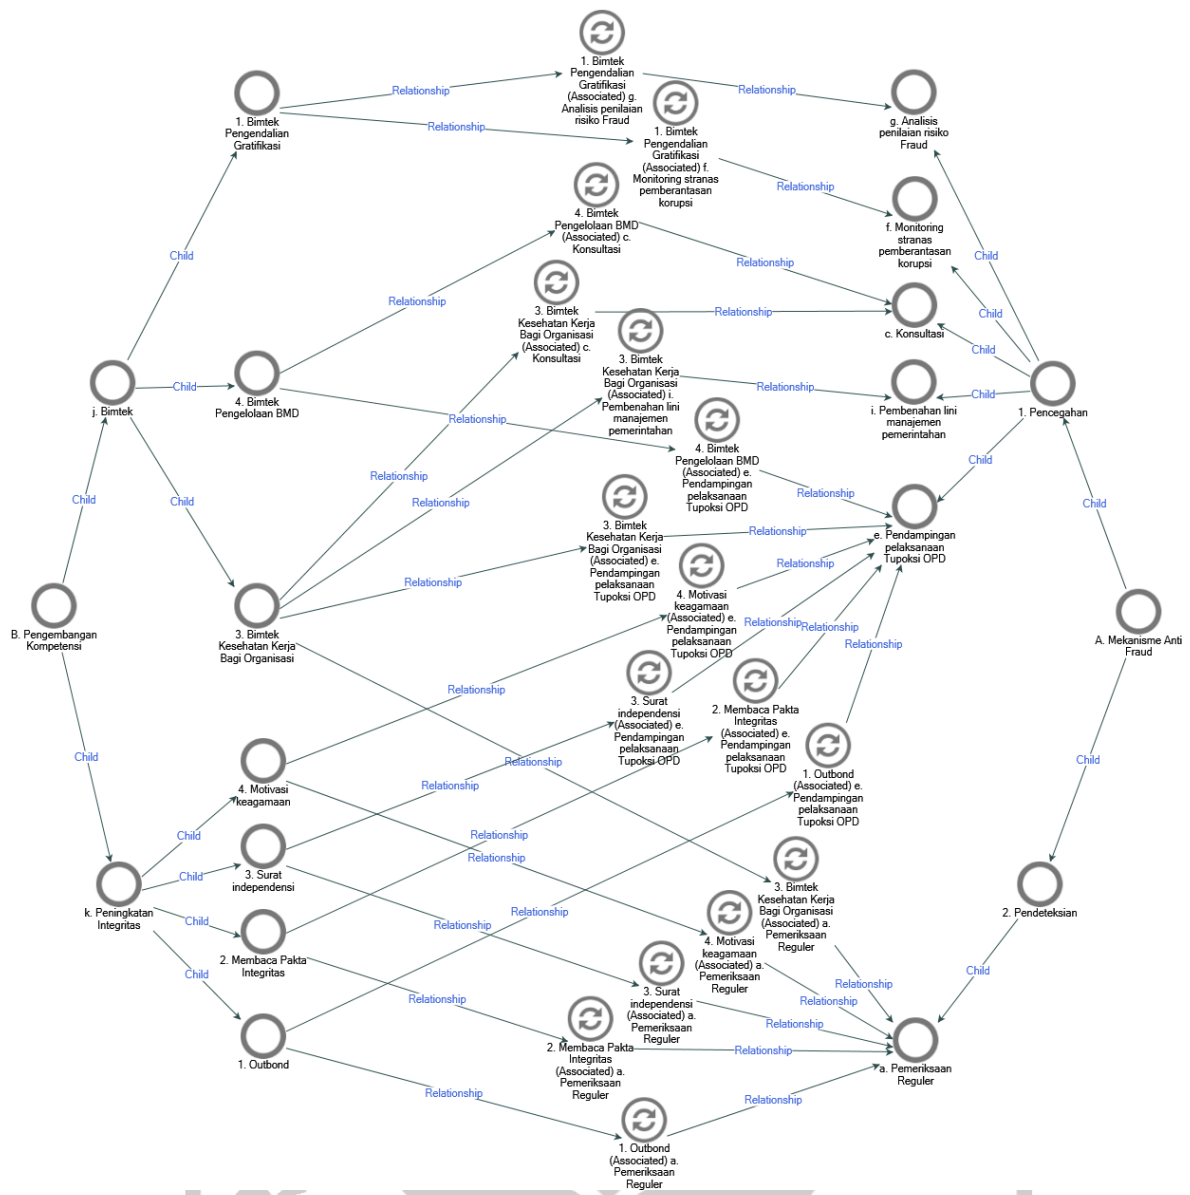 1. Bimtek
Pengendalian
Gratifikasi
(Associated) g.
Analisis penilaian
risiko Fraud
Relationship
Relationship
1. Bimtek
Pengendalian
Gratifikasi
g. Analisis
penilaian risiko
Fraud
Relationship
1. Bimtek
Pengendalian
Gratifikasi
(Associated) f.
Monitoring stranas
pemberantasan
korupsi
Relationship
f. Monitoring
stranas
pemberantasan
korupsi
4. Bimtek
Pengelolaan BMD
(Associated) c.
Konsultasi
Child
Child
Relationship
Relationship
3. Bimtek
Kesehatan Kerja
Bagi Organisasi
(Associated) c.
Konsultasi
Relationship
c. Konsultasi
Child
Child
3. Bimtek
Kesehatan Kerja
Bagi Organisasi
(Associated) i.
Pembenahan lini
manajemen
pemerintahan
Relationship
i. Pembenahan lini
manajemen
pemerintahan
Child
1. Pencegahan
j. Bimtek
Child
4. Bimtek
Pengelolaan BMD
Relationship
4. Bimtek
Pengelolaan BMD
(Associated) e.
Pendampingan
pelaksanaan
Tupoksi OPD
Relationship
Child
Relationship
Relationship
Child
Child
Child
3. Bimtek
Kesehatan Kerja
Bagi Organisasi
(Associated) e.
Pendampingan
pelaksanaan
Tupoksi OPD
Relationship
e. Pendampingan
pelaksanaan
Tupoksi OPD
Relationship
Relationship
4. Motivasi
keagamaan
(Associated) e.
Pendampingan
pelaksanaan
Tupoksi OPD
Relationship
Relationship
Relationship
B. Pengembangan
Kompetensi
3. Bimtek
Kesehatan Kerja
Bagi Organisasi
A. Mekanisme Anti
Fraud
Relationship
3. Surat
independensi
(Associated) e.
Pendampingan
pelaksanaan
Tupoksi OPD
2. Membaca Pakta
Integritas
(Associated) e.
Pendampingan
pelaksanaan
Tupoksi OPD
Child
Relationship
Child
4. Motivasi
keagamaan
Relationship
1. Outbond
(Associated) e.
Pendampingan
pelaksanaan
Tupoksi OPD
Child
Relationship
Relationship
Child
3. Surat
independensi
3. Bimtek
Kesehatan Kerja
Bagi Organisasi
(Associated) a.
Pemeriksaan
Reguler
k. Peningkatan
Integritas
Child
Relationship
Relationship
2. Pendeteksian
4. Motivasi
keagamaan
(Associated) a.
Pemeriksaan
Reguler
2. Membaca Pakta
Integritas
Child
Child
Relationship
Relationship
3. Surat
independensi
(Associated) a.
Pemeriksaan
Reguler
Relationship
Relationship
Relationship
1. Outbond
2. Membaca Pakta
Integritas
(Associated) a.
Pemeriksaan
Reguler
Relationship
a. Pemeriksaan
Reguler
Relationship
Relationship
1. Outbond
(Associated) a.
Pemeriksaan
Reguler